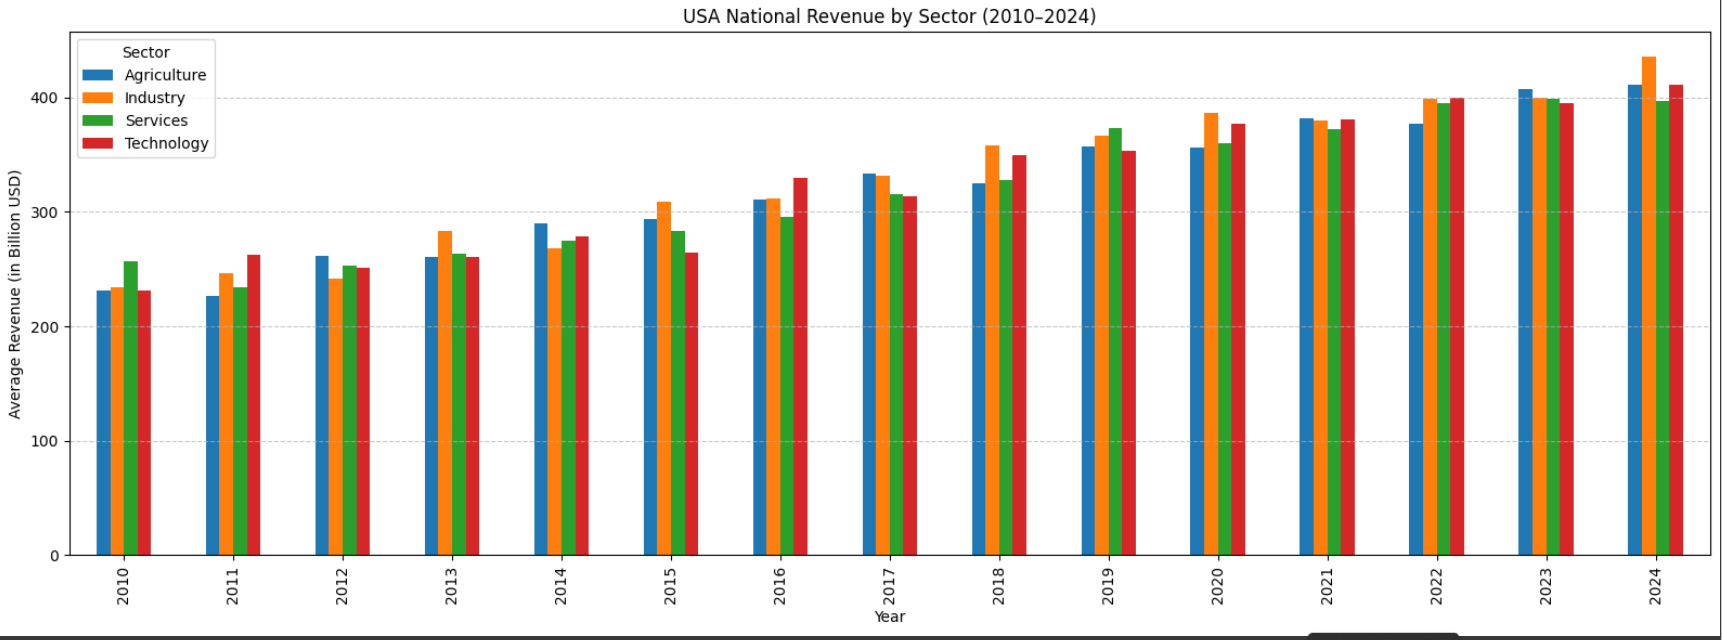 USA National Revenue by Sector (2010–2024)
Sector
Agriculture
Industry
Services
Technology
Average Revenue (in Billion USD)
400
300
200
100
0
2010 2011 2012 2013 2014 2015 2016 2017 2018 2019 2020 2021 2022 2023 2024
Year